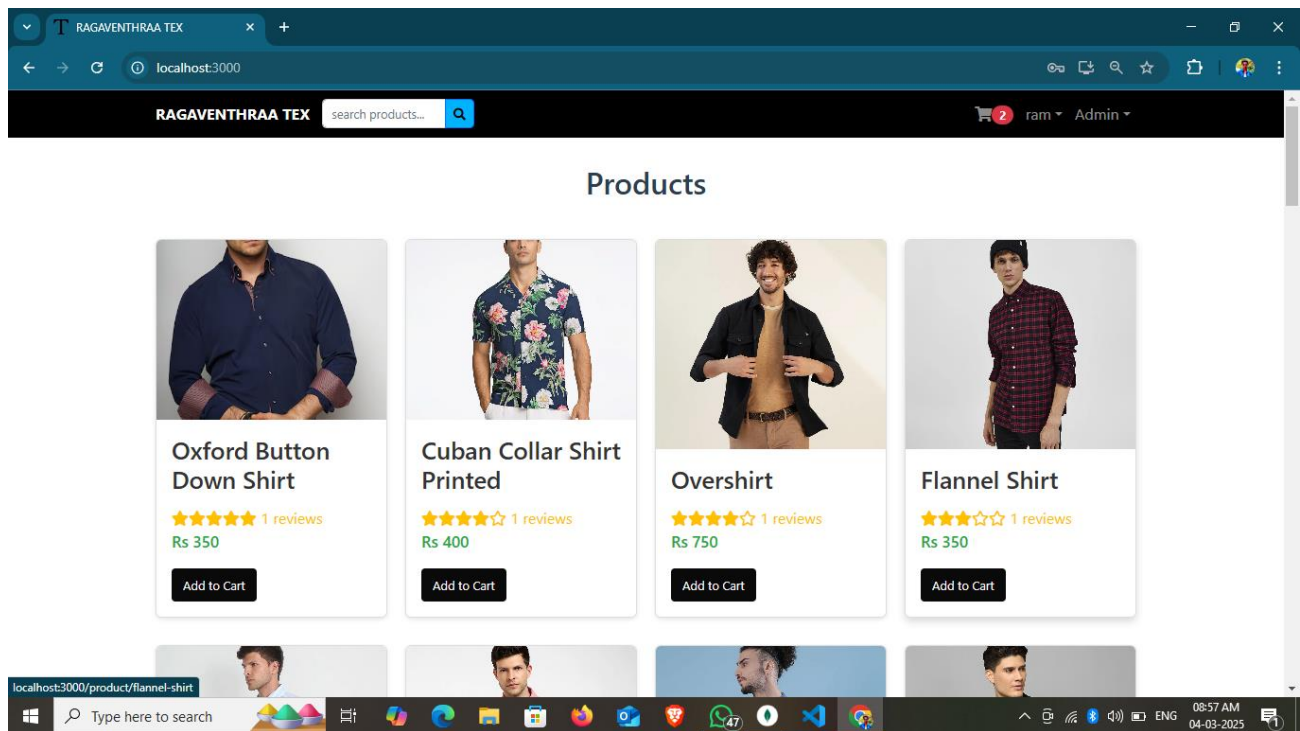 RAGAVENTHRAA TEX
localhost:3000
RAGAVENTHRAA TEX search products... 2 ram Admin
Products
Oxford Button
Down Shirt
1 reviews
Rs 350
Add to Cart
Cuban Collar Shirt
Printed
1 reviews
Rs 400
Add to Cart
Overshirt
1 reviews
Rs 750
Add to Cart
Flannel Shirt
1 reviews
Rs 350
Add to Cart
localhost:3000/product/flannel-shirt
Type here to search
47
ENG
08:57 AM
04-03-2025
1